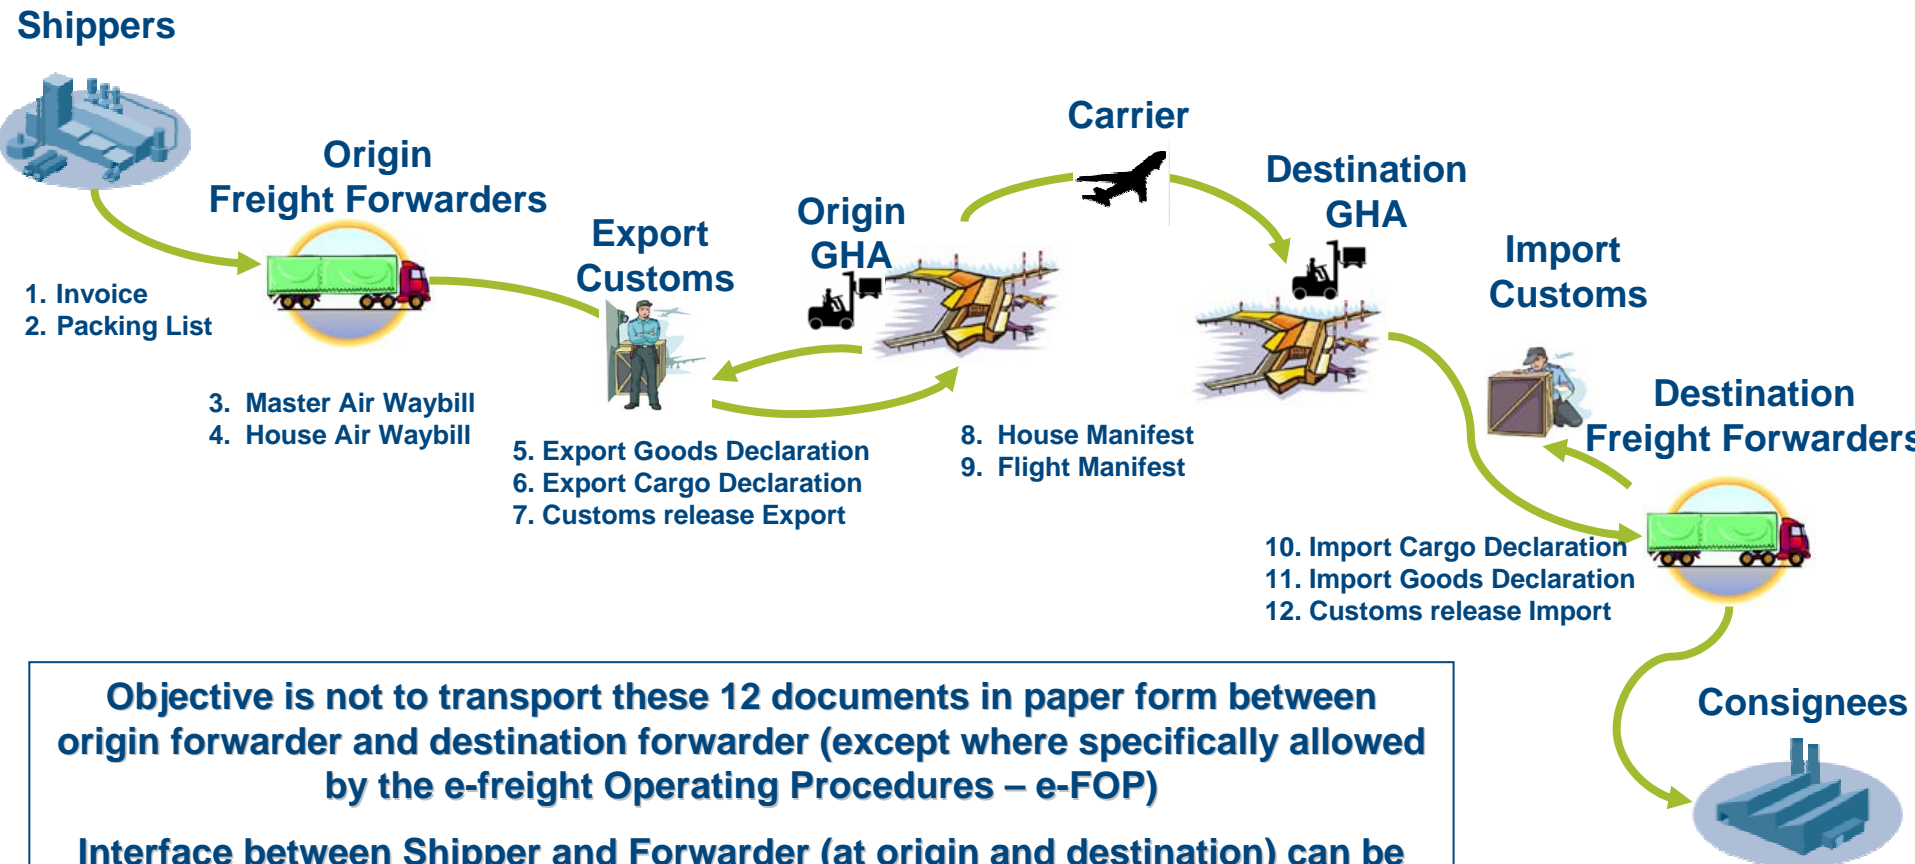 Shippers
Origin
Freight Forwarders
1. Invoice
2. Packing List
3. Master Air Waybill
4. House Air Waybill
Export
Customs
5. Export Goods Declaration
6. Export Cargo Declaration
7. Customs release Export
Origin
GHA
8. House Manifest
9. Flight Manifest
Carrier
Destination
GHA
Import
Customs
Destination
Freight Forwarders
10. Import Cargo Declaration
11. Import Goods Declaration
12. Customs release Import
Consignees
Objective is not to transport these 12 documents in paper form between
origin forwarder and destination forwarder (except where specifically allowed
by the e-freight Operating Procedures – e-FOP)
Interface between Shipper and Forwarder (at origin and destination) can be